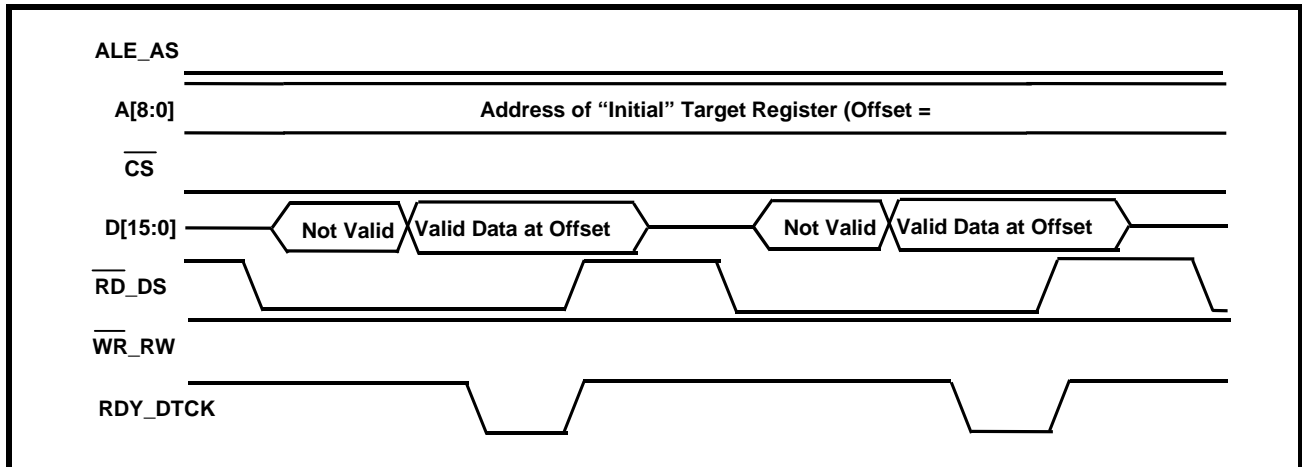 ALE_AS
A[8:0]
Address of “Initial” Target Register (Offset =
CS
D[15:0]
Not Valid
Valid Data at Offset
Not Valid
Valid Data at Offset
RD_DS
WR_RW
RDY_DTCK